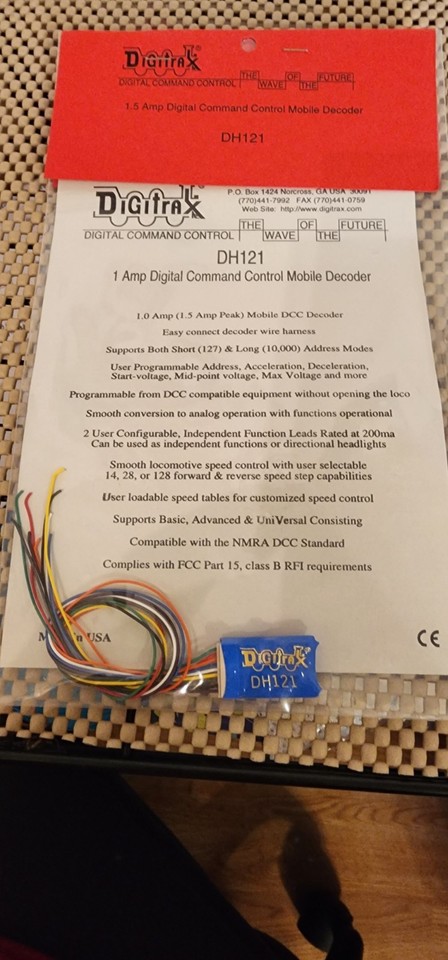 DIGITRAX®
DIGITAL COMMAND CONTROL THE WAVE OF THE FUTURE
1.5 Amp Digital Command Control Mobile Decoder
DH121
DIGITRAX®
P.O. Box 1424 Norcross, GA USA 30091
(770)441-7992 FAX (770)441-0759
Web Site: http://www.digitrax.com
DIGITAL COMMAND CONTROL THE WAVE OF THE FUTURE
DH121
1 Amp Digital Command Control Mobile Decoder
1.0 Amp (1.5 Amp Peak) Mobile DCC Decoder
Easy connect decoder wire harness
Supports Both Short (127) & Long (10,000) Address Modes
User Programmable Address, Acceleration, Deceleration,
Start-voltage, Mid-point voltage, Max Voltage and more
Programmable from DCC compatible equipment without opening the loco
Smooth conversion to analog operation with functions operational
2 User Configurable, Independent Function Leads Rated at 200ma
Can be used as independent functions or directional headlights
Smooth locomotive speed control with user selectable
14, 28, or 128 forward & reverse speed step capabilities
User loadable speed tables for customized speed control
Supports Basic, Advanced & UniVersal Consisting
Compatible with the NMRA DCC Standard
Complies with FCC Part 15, class B RFI requirements
USA
CE
DIGITRAX®
DH121